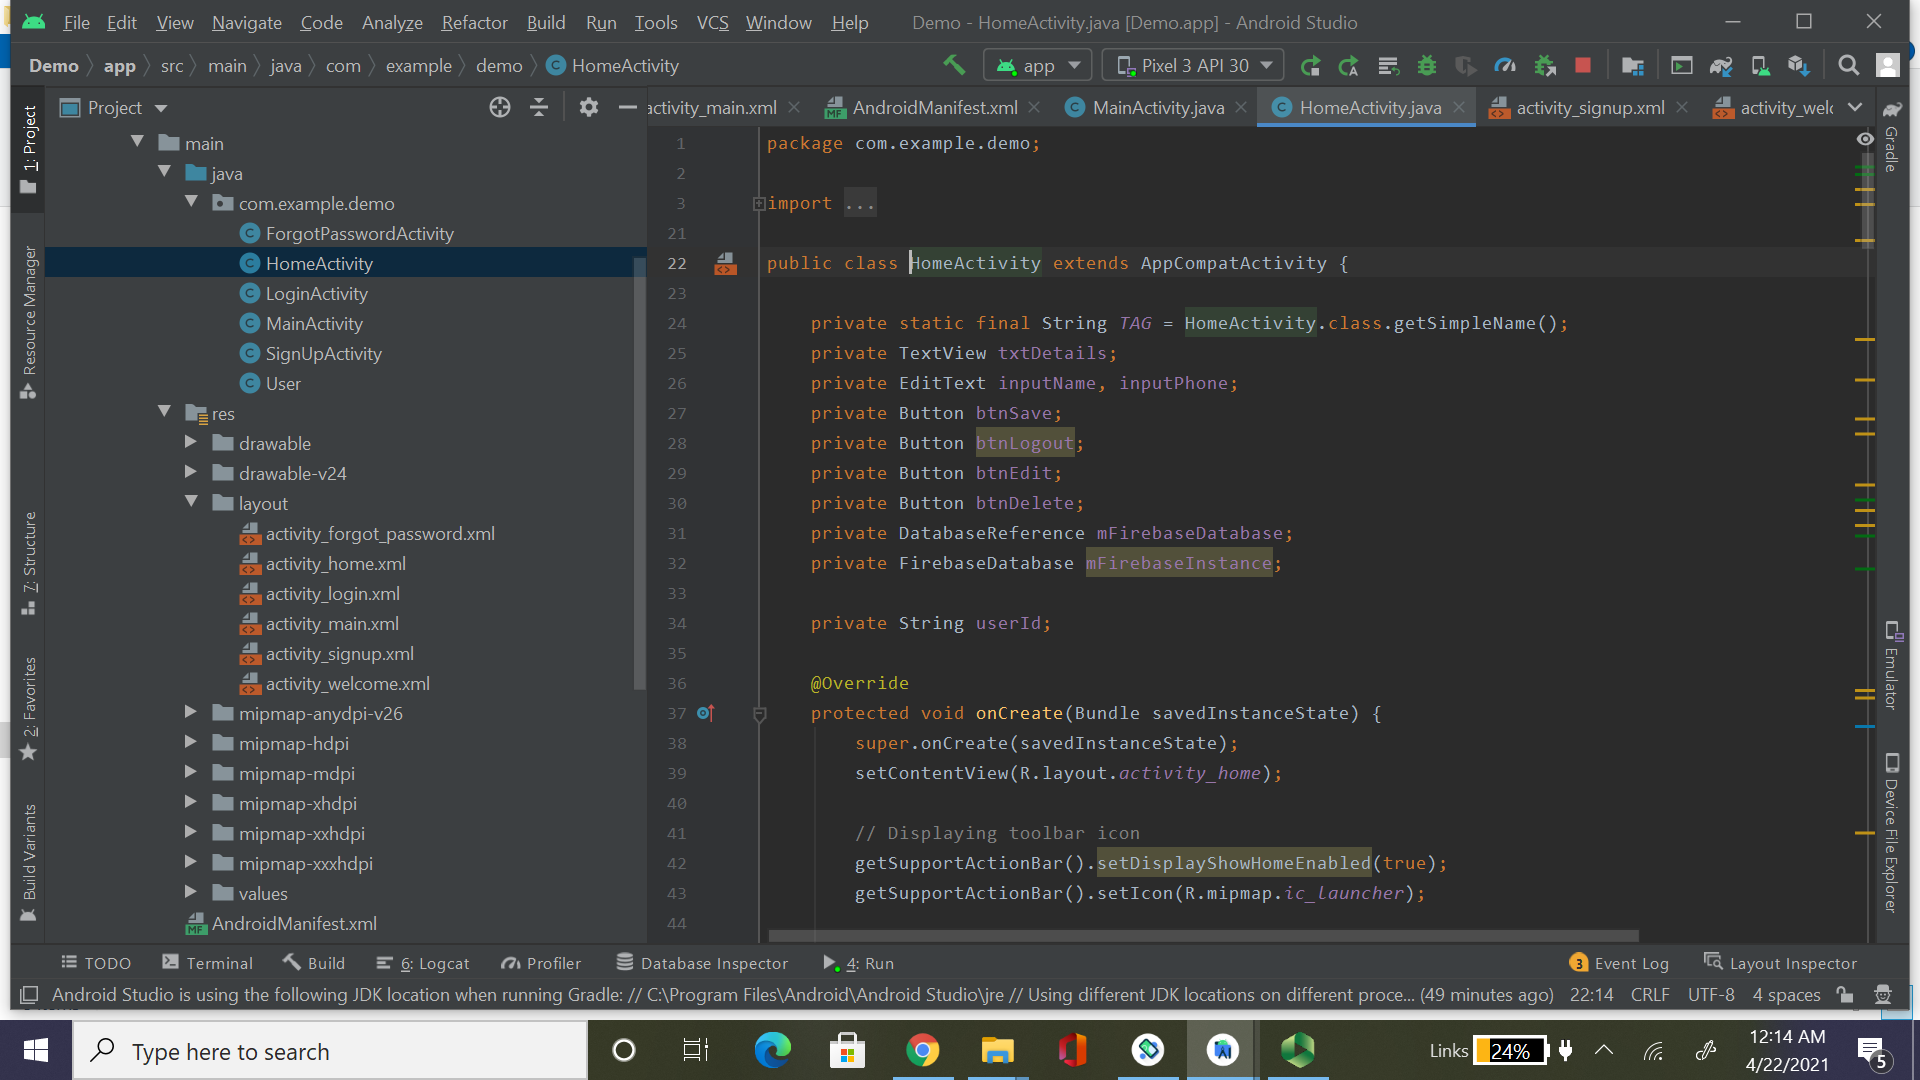 File Edit View Navigate Code Analyze Refactor Build Run Tools VCS Window Help Demo - HomeActivity.java [Demo.app] - Android Studio
Demo app src main java com example demo HomeActivity app Pixel 3 API 30
Project activity_main.xml AndroidManifest.xml MainActivity.java HomeActivity.java activity_signup.xml activity_welc
1: Project
Resource Manager
7: Structure
2: Favorites
Build Variants
main
java
com.example.demo
ForgotPasswordActivity
HomeActivity
LoginActivity
MainActivity
SignUpActivity
User
res
drawable
drawable-v24
layout
activity_forgot_password.xml
activity_home.xml
activity_login.xml
activity_main.xml
activity_signup.xml
activity_welcome.xml
mipmap-anydpi-v26
mipmap-hdpi
mipmap-mdpi
mipmap-xhdpi
mipmap-xxhdpi
mipmap-xxxhdpi
values
AndroidManifest.xml
1 package com.example.demo;
2
3 import ...
21
22 public class HomeActivity extends AppCompatActivity {
23
24 private static final String TAG = HomeActivity.class.getSimpleName();
25 private TextView txtDetails;
26 private EditText inputName, inputPhone;
27 private Button btnSave;
28 private Button btnLogout;
29 private Button btnEdit;
30 private Button btnDelete;
31 private DatabaseReference mFirebaseDatabase;
32 private FirebaseDatabase mFirebaseInstance;
33
34 private String userId;
35
36 @Override
37 protected void onCreate(Bundle savedInstanceState) {
38 super.onCreate(savedInstanceState);
39 setContentView(R.layout.activity_home);
40
41 // Displaying toolbar icon
42 getSupportActionBar().setDisplayShowHomeEnabled(true);
43 getSupportActionBar().setIcon(R.mipmap.ic_launcher);
44
Gradle
Emulator
Device File Explorer
TODO Terminal Build 6: Logcat Profiler Database Inspector 4: Run 3 Event Log Layout Inspector
Android Studio is using the following JDK location when running Gradle: // C:\Program Files\Android\Android Studio\jre // Using different JDK locations on different proce... (49 minutes ago) 22:14 CRLF UTF-8 4 spaces
Type here to search Links 24% 12:14 AM
4/22/2021 5